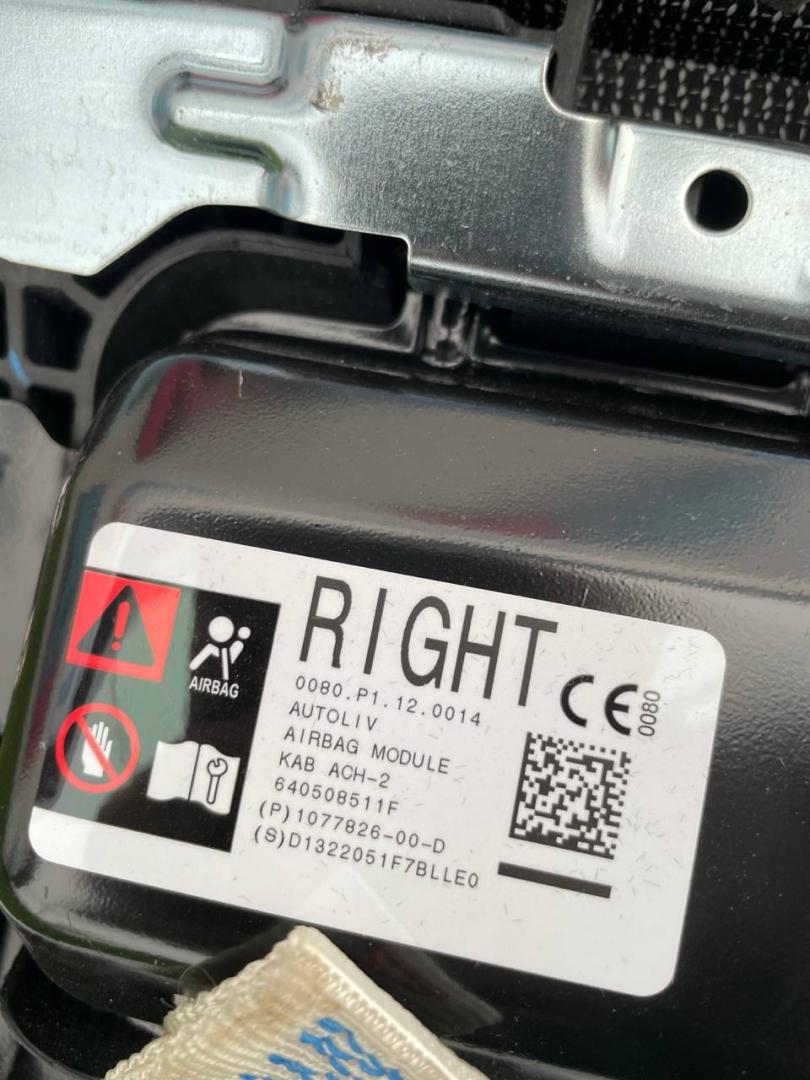 RIGHT
0080.P1.12.0014
AUTOLIV
AIRBAG MODULE
KAB ACH-2
640508511F
(P)1077826-00-D
(S)D1322051F7BLLE0
CE 0080
AIRBAG